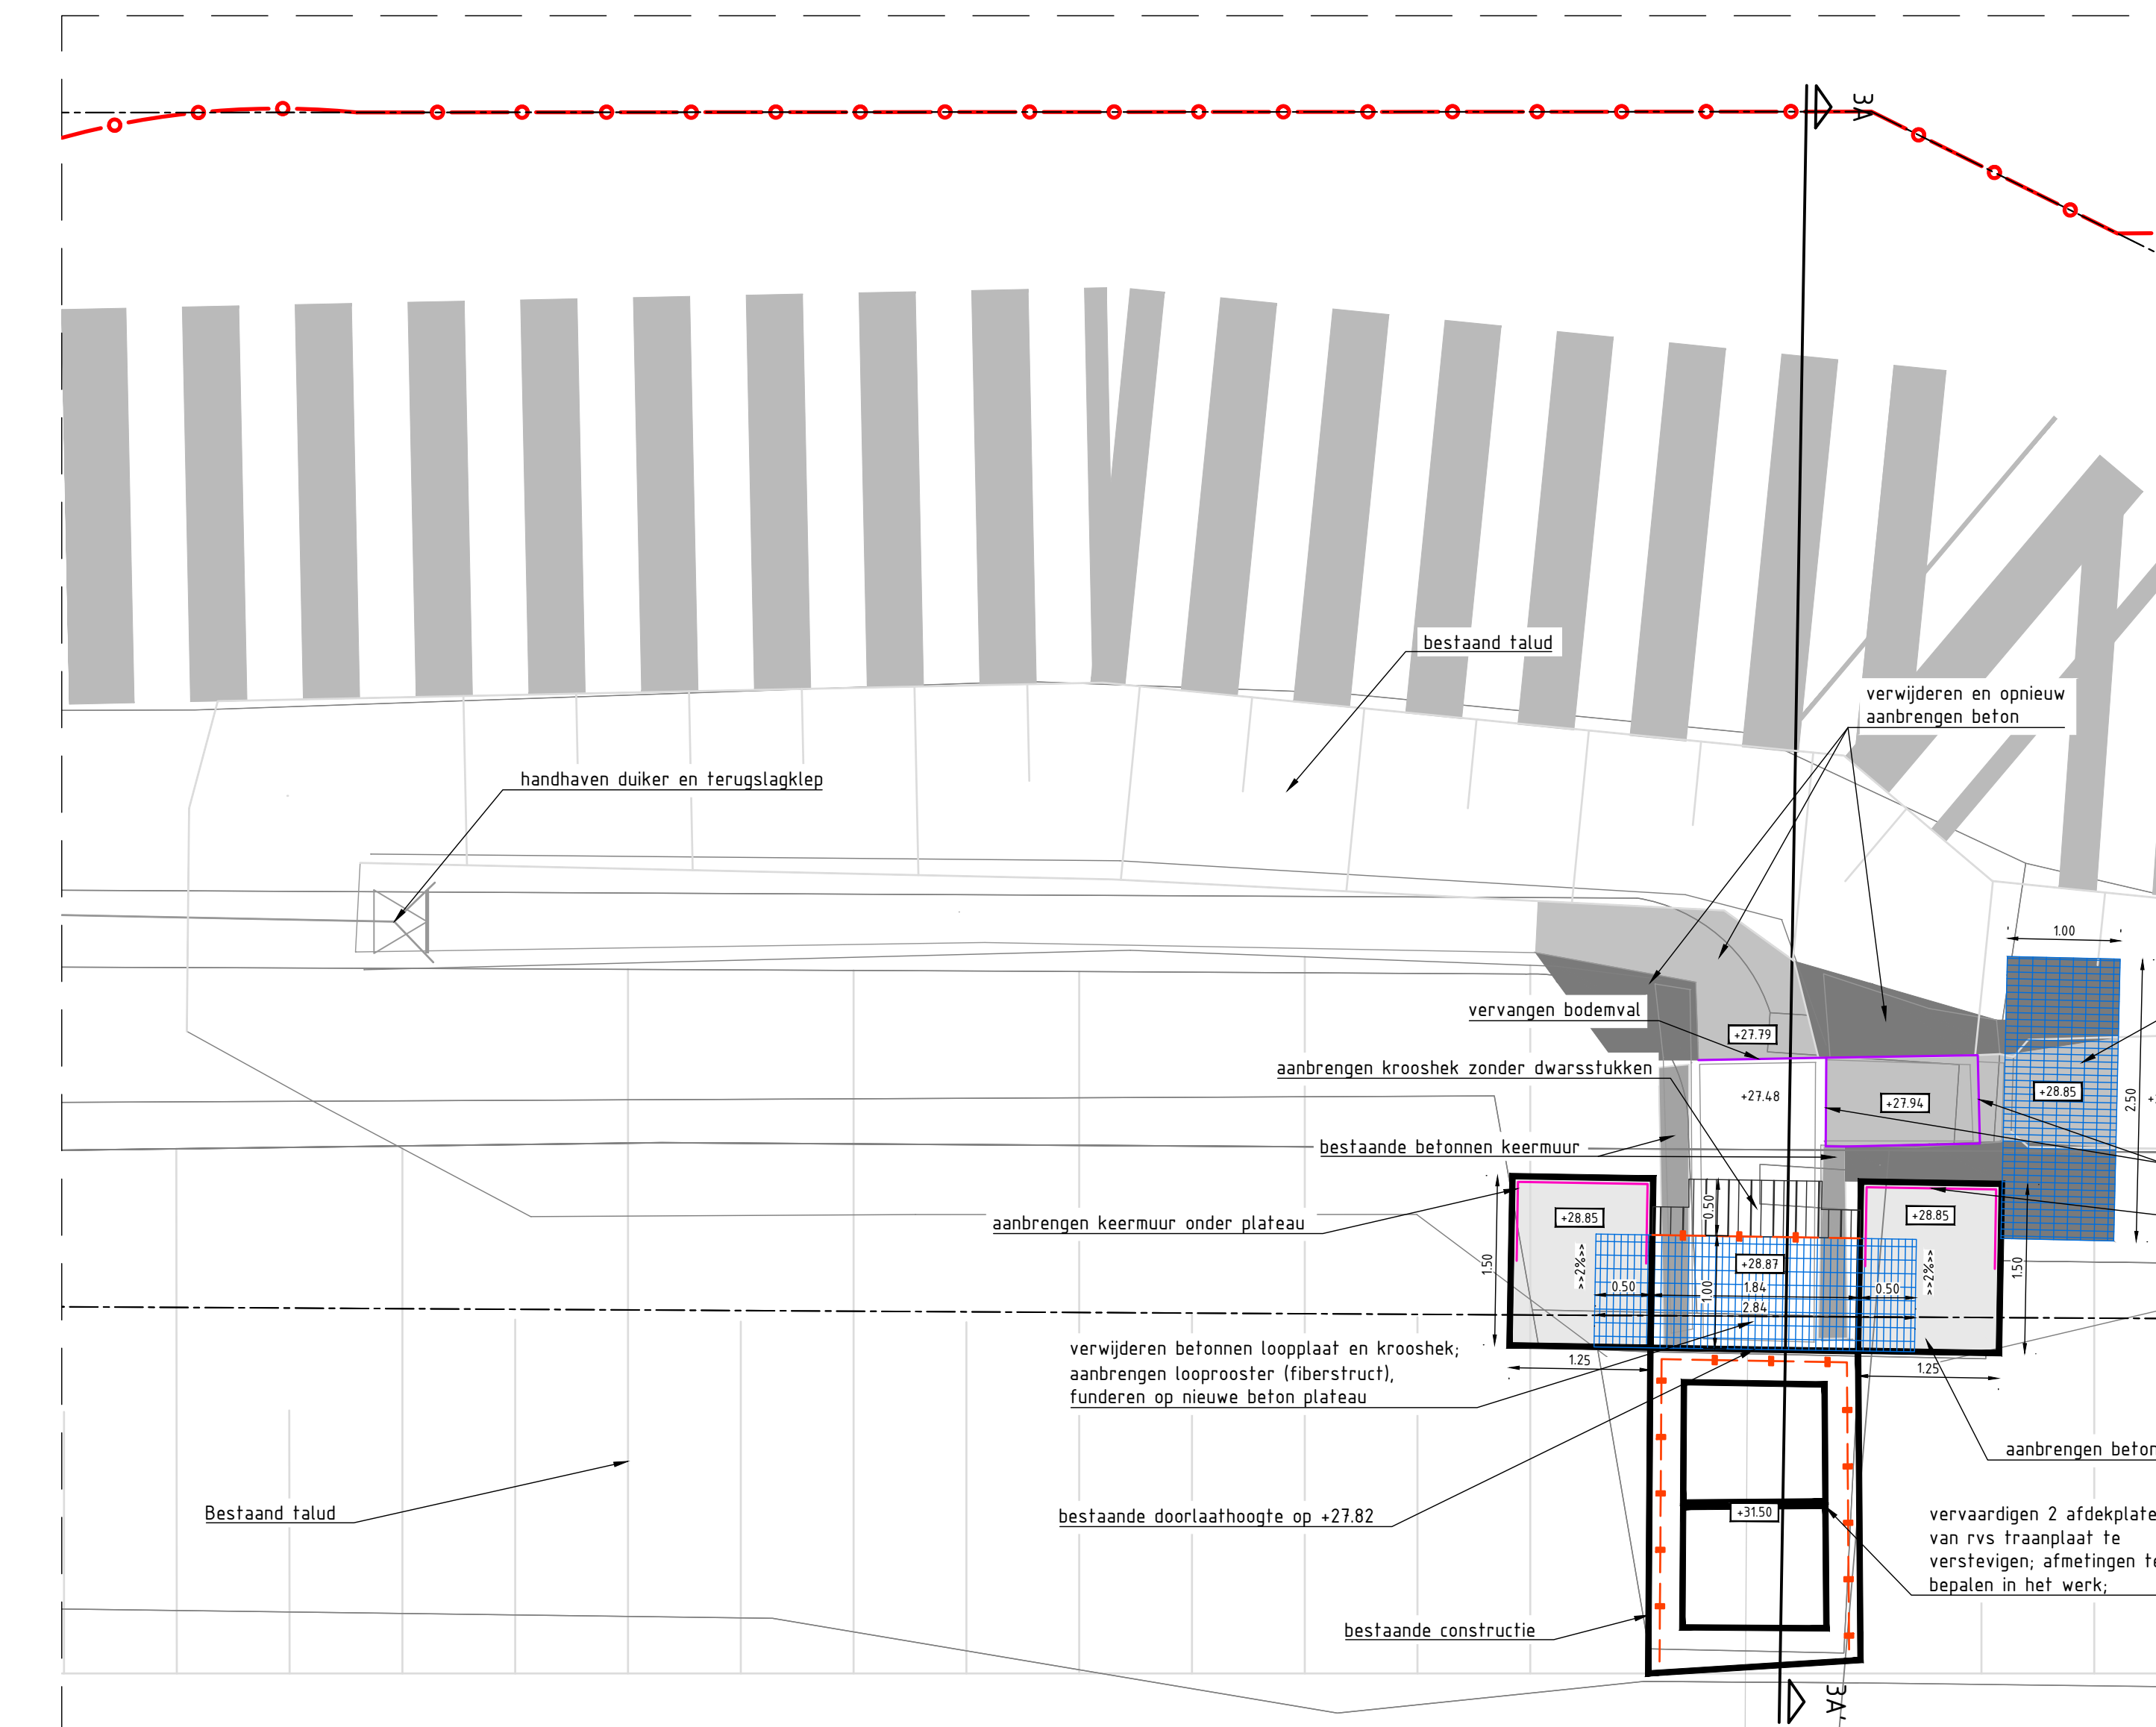 3A
bestaand talud
verwijderen en opnieuw
aanbrengen beton
handhaven duiker en terugslagklep
1.00
vervangen bodemval
+27.79
aanbrengen krooshek zonder dwarsstukken
+27.48
+27.94
+28.85
2.50
bestaande betonnen keermuur
aanbrengen keermuur onder plateau
+28.85
0.50
+28.85
1.50
>>2%>>
+28.87
>>2%>>
1.50
0.50
1.84
0.50
1.00
2.84
verwijderen betonnen loopplaat en krooshek;
aanbrengen looprooster (fiberstruct),
funderen op nieuwe beton plateau
1.25
1.25
aanbrengen beton
bestaande doorlaathoogte op +27.82
Bestaand talud
+31.50
vervaardigen 2 afdekplate
van rvs traanplaat te
verstevigen; afmetingen te
bepalen in het werk;
bestaande constructie
3A'